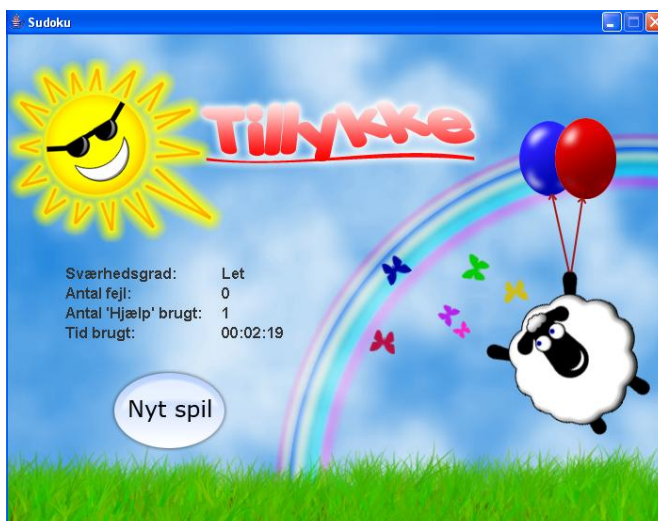 Sudoku
Tillykke
Sværhedsgrad: Let
Antal fejl: 0
Antal 'Hjælp' brugt: 1
Tid brugt: 00:02:19
Nyt spil